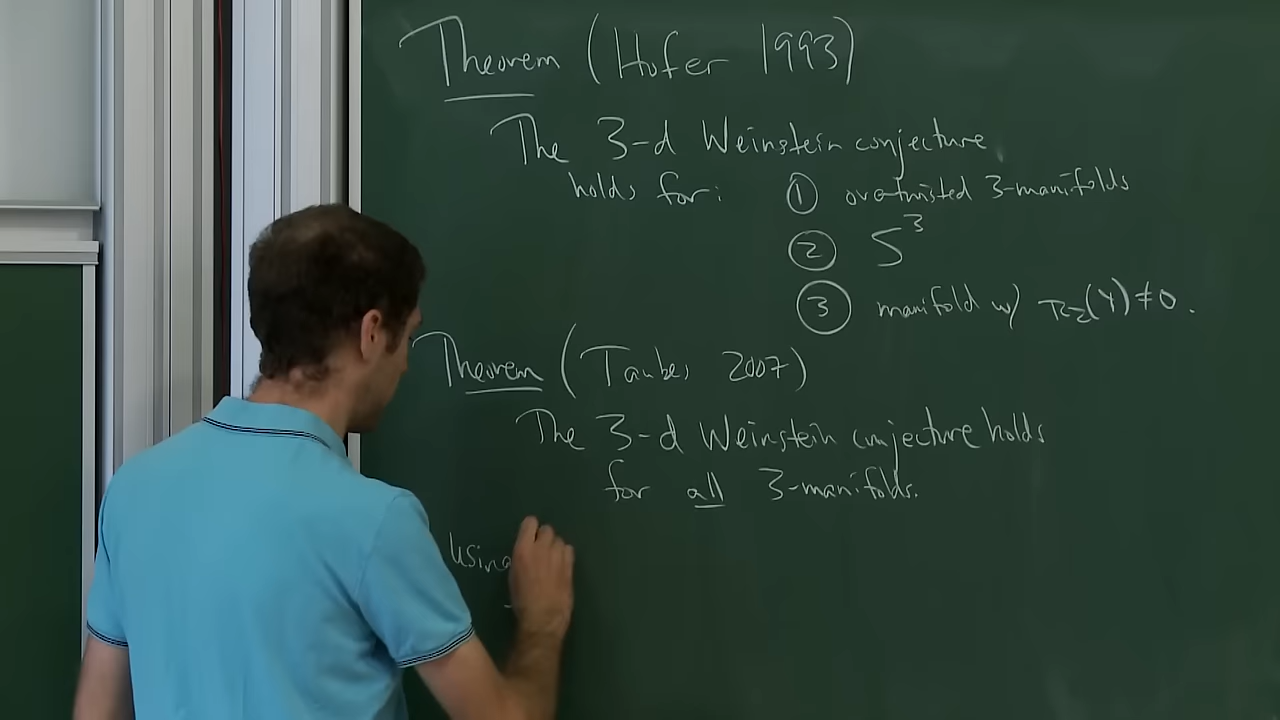 Theorem (Hofer 1993)
The 3-d Weinstein conjecture
holds for: ① overtwisted 3-manifolds
② S³
③ manifold w/ π₂(Y) ≠ 0.
Theorem (Taubes 2007)
The 3-d Weinstein conjecture holds
for all 3-manifolds.
Using